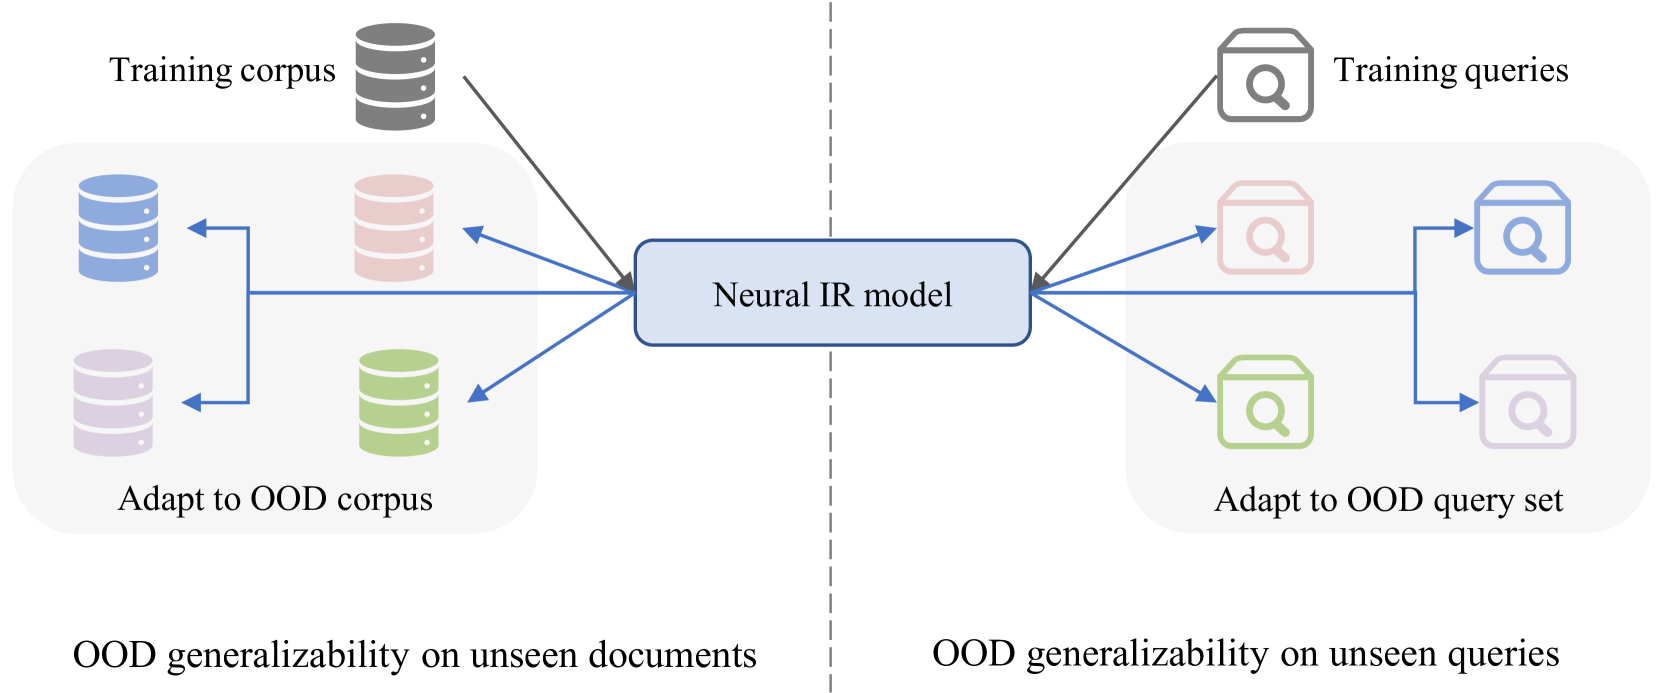 Training corpus
Training queries
Neural IR model
Adapt to OOD corpus
Adapt to OOD query set
OOD generalizability on unseen documents
OOD generalizability on unseen queries